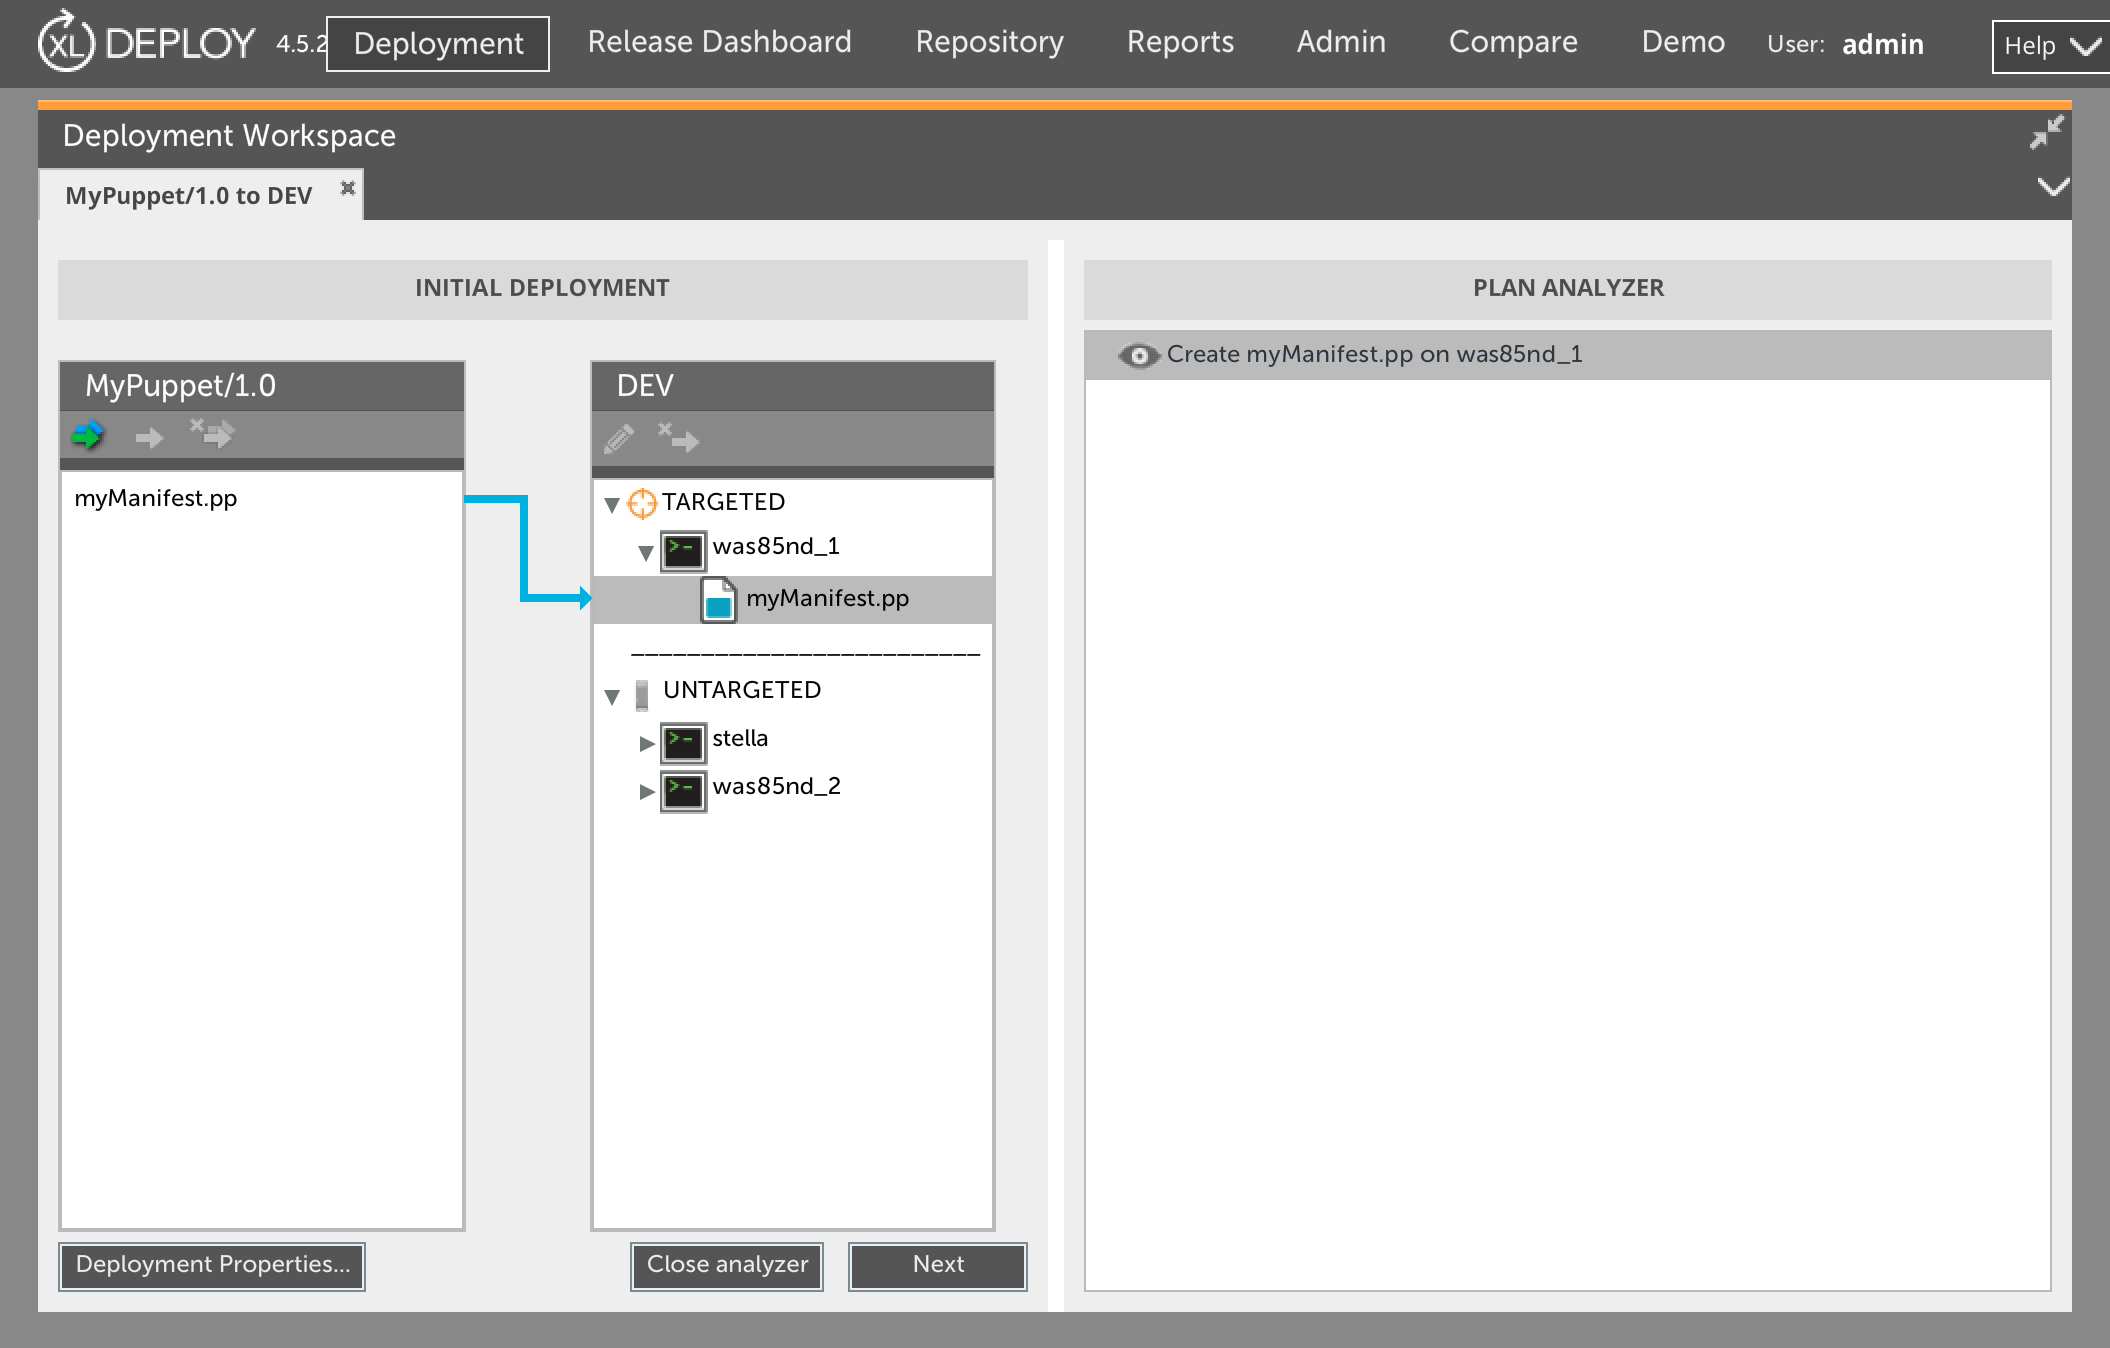 XL DEPLOY 4.5.2 Deployment Release Dashboard Repository Reports Admin Compare Demo User: admin Help
Deployment Workspace
MyPuppet/1.0 to DEV
INITIAL DEPLOYMENT
MyPuppet/1.0
myManifest.pp
DEV
TARGETED
was85nd_1
myManifest.pp
UNTARGETED
stella
was85nd_2
Deployment Properties...
Close analyzer
Next
PLAN ANALYZER
Create myManifest.pp on was85nd_1